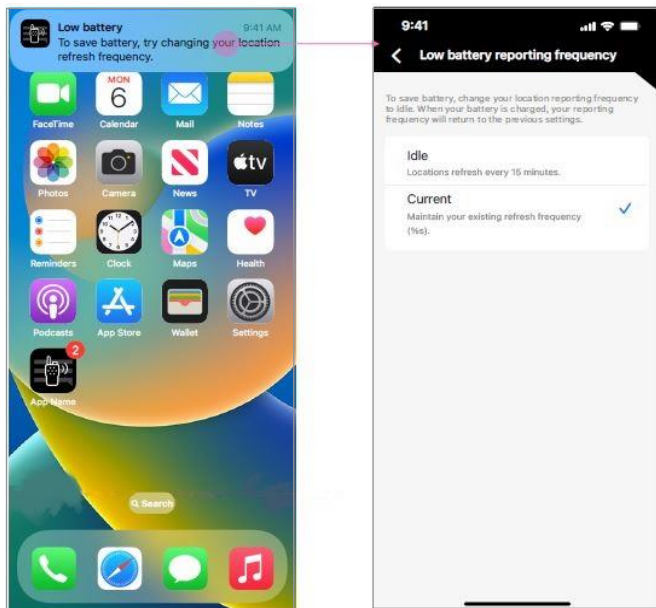 Low battery 9:41 AM
To save battery, try changing your location
refresh frequency.
FaceTime
MON
6
Calendar
Mail
Notes
Photos
Camera
News
tv
TV
Reminders
Clock
Maps
Health
Podcasts
App Store
Wallet
Settings
2
App Name
Search
9:41
Low battery reporting frequency
To save battery, change your location reporting frequency
to Idle. When your battery is charged, your reporting
frequency will return to the previous settings.
Idle
Locations refresh every 15 minutes.
Current
Maintain your existing refresh frequency
(%s).